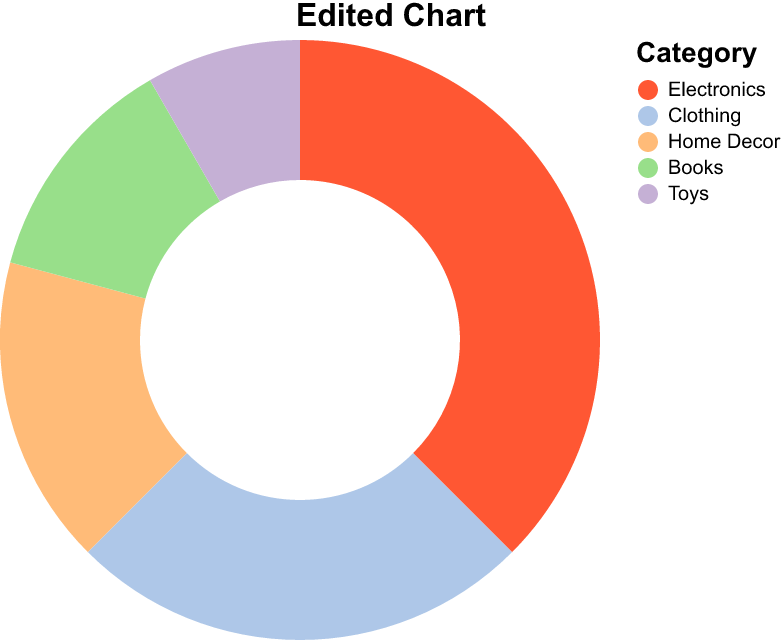 Edited Chart
Category
Electronics
Clothing
Home Decor
Books
Toys